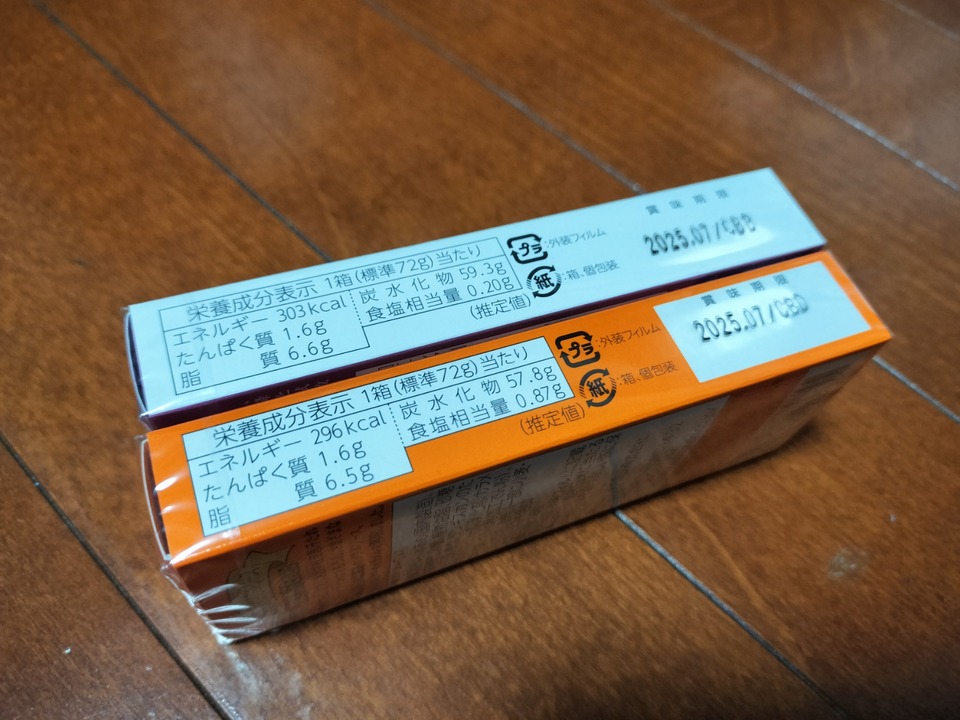 栄養成分表示 1箱(標準72g)当たり
エネルギー 303kcal
たんぱく質 1.6g
脂 質 6.6g
炭水化物 59.3g
食塩相当量 0.20g
(推定値)
プラ :外装フィルム
紙 :箱、個包装
賞味期限
2025.07/CBB
栄養成分表示 1箱(標準72g)当たり
エネルギー 296kcal
たんぱく質 1.6g
脂 質 6.5g
炭水化物 57.8g
食塩相当量 0.87g
(推定値)
プラ :外装フィルム
紙 :箱、個包装
賞味期限
2025.07/CBD